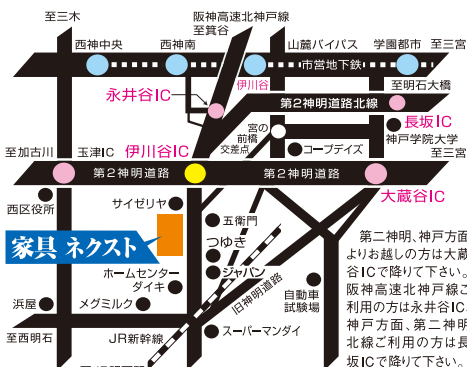 至三木
阪神高速北神戸線
至箕谷
西神中央
西神南
山麓バイパス
学園都市
至三宮
市営地下鉄
伊川谷
至明石大橋
永井谷IC
第2神明道路北線
長坂IC
宮の
前橋
交差点
神戸学院大学
コープデイズ
至加古川
玉津IC
伊川谷IC
至三宮
第2神明道路
第2神明道路
大蔵谷IC
西区役所
サイゼリヤ
五衛門
家具 ネクスト
つゆき
ジャパン
ホームセンター
ダイキ
旧神明道路
自動車
試験場
浜屋
メグミルク
至西明石
JR新幹線
スーパーマンダイ
第二神明、神戸方面
よりお越しの方は大蔵
谷ICで降りて下さい。
阪神高速北神戸線ご
利用の方は永井谷IC、
神戸方面、第二神明
北線ご利用の方は長
坂ICで降りて下さい。